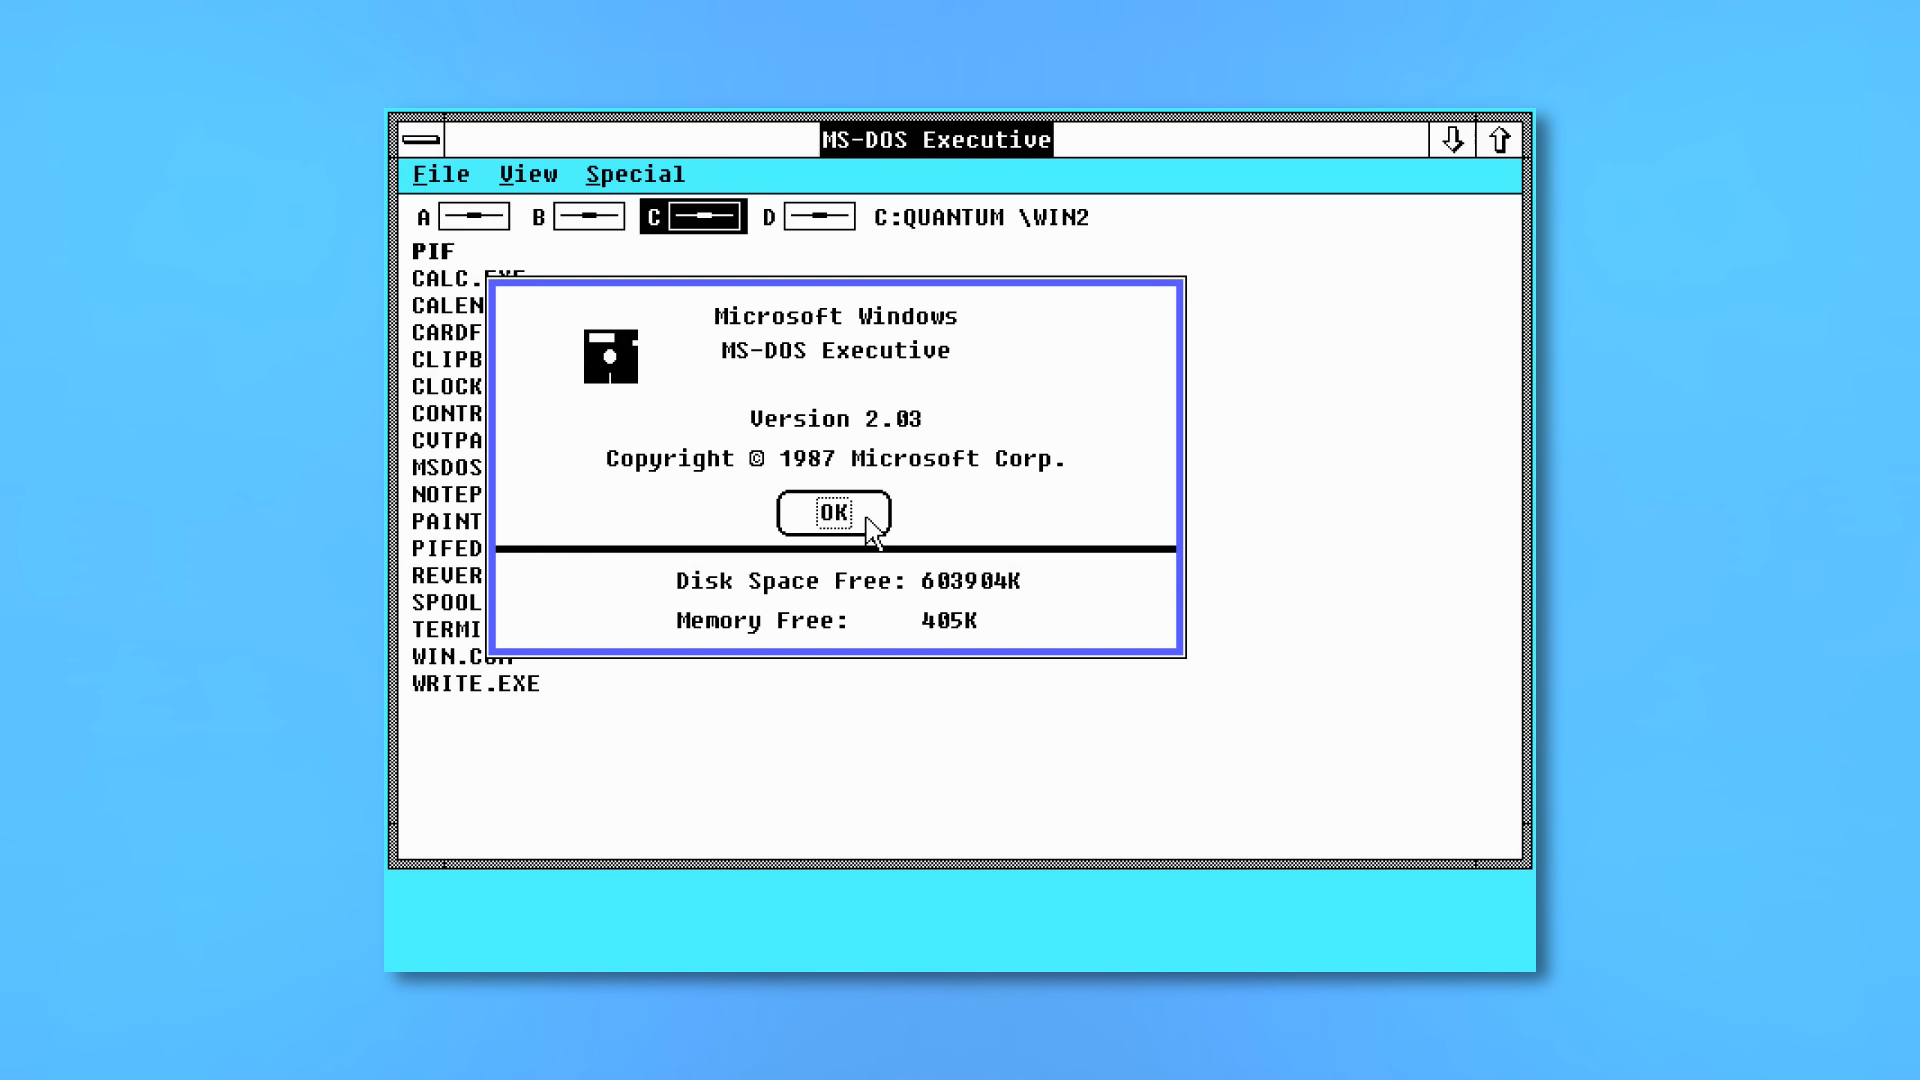 MS-DOS Executive
File View Special
A B C D C:QUANTUM \WIN2
PIF
CALC.
CALEN
CARDF
CLIPB
CLOCK
CONTR
CVTPA
MSDOS
NOTEP
PAINT
PIFED
REVER
SPOOL
TERMI
WIN.COM
WRITE.EXE
Microsoft Windows
MS-DOS Executive
Version 2.03
Copyright © 1987 Microsoft Corp.
OK
Disk Space Free: 603904K
Memory Free: 405K